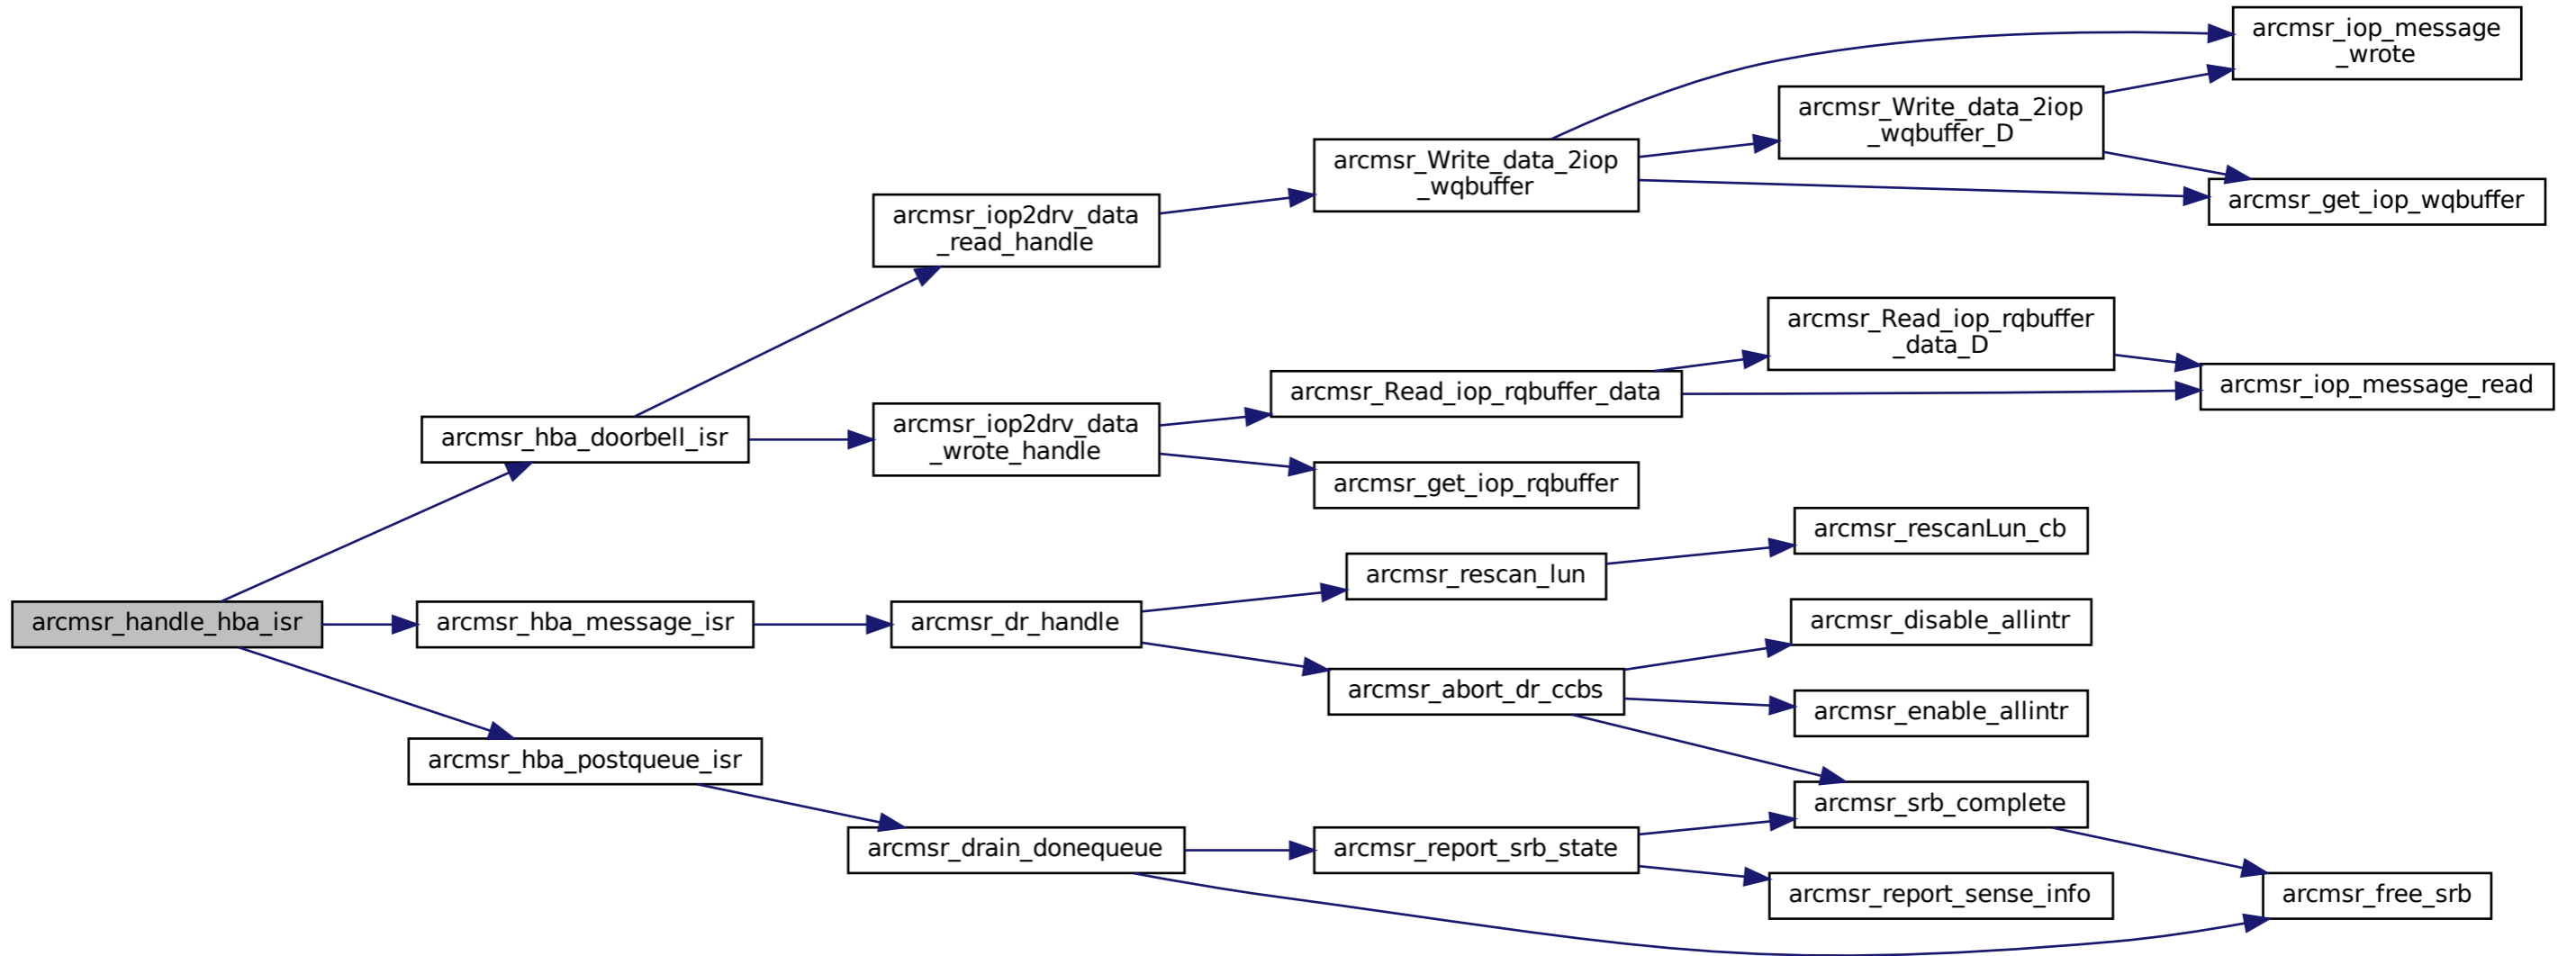 arcmsr_handle_hba_isr
arcmsr_hba_doorbell_isr
arcmsr_hba_message_isr
arcmsr_hba_postqueue_isr
arcmsr_iop2drv_data
_read_handle
arcmsr_iop2drv_data
_wrote_handle
arcmsr_dr_handle
arcmsr_drain_donequeue
arcmsr_Write_data_2iop
_wqbuffer
arcmsr_Read_iop_rqbuffer_data
arcmsr_get_iop_rqbuffer
arcmsr_rescan_lun
arcmsr_abort_dr_ccbs
arcmsr_report_srb_state
arcmsr_Write_data_2iop
_wqbuffer_D
arcmsr_Read_iop_rqbuffer
_data_D
arcmsr_rescanLun_cb
arcmsr_disable_allintr
arcmsr_enable_allintr
arcmsr_srb_complete
arcmsr_report_sense_info
arcmsr_iop_message
_wrote
arcmsr_get_iop_wqbuffer
arcmsr_iop_message_read
arcmsr_free_srb